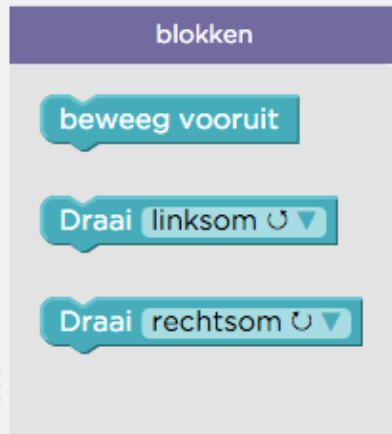 blokken
beweeg vooruit
Draai linksom ↺ ▼
Draai rechtsom ↻ ▼